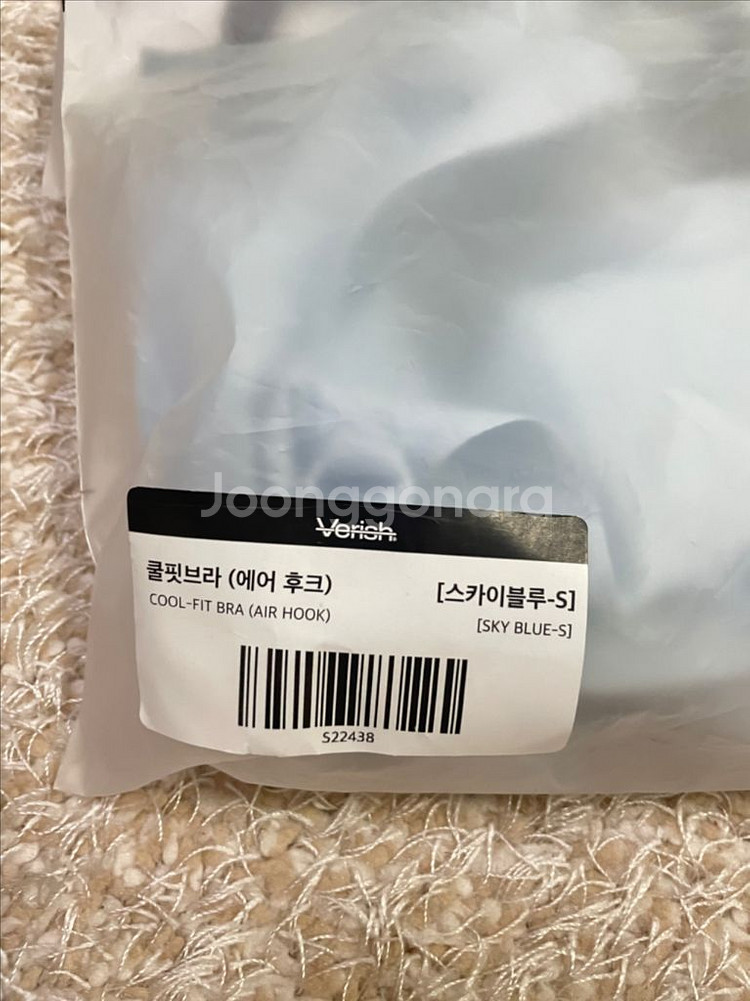 Joonggonara
Verish.
쿨핏브라 (에어 후크)
COOL-FIT BRA (AIR HOOK)
[스카이블루-S]
[SKY BLUE-S]
S22438